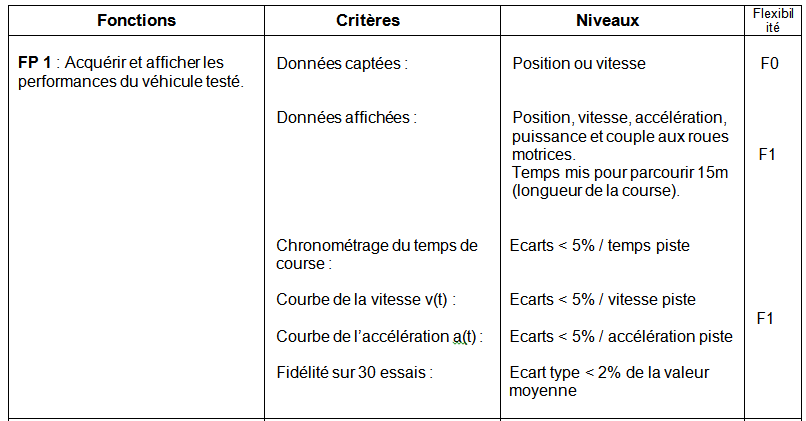 Fonctions
Critères
Niveaux
Flexibil
ité
FP 1 : Acquérir et afficher les
performances du véhicule testé.
Données captées :
Position ou vitesse
F0
Données affichées :
Position, vitesse, accélération,
puissance et couple aux roues
motrices.
Temps mis pour parcourir 15m
(longueur de la course).
F1
Chronométrage du temps de
course :
Ecarts < 5% / temps piste
Courbe de la vitesse v(t) :
Ecarts < 5% / vitesse piste
F1
Courbe de l’accélération a(t) :
Ecarts < 5% / accélération piste
Fidélité sur 30 essais :
Ecart type < 2% de la valeur
moyenne